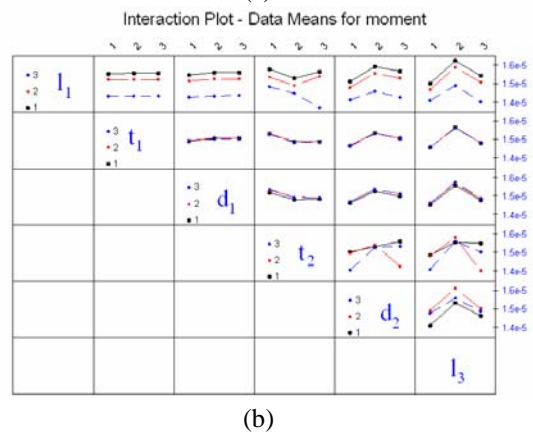 Interaction Plot - Data Means for moment
1 2 3 1 2 3 1 2 3 1 2 3 1 2 3
l1
3
2
1
1.6e-5
1.5e-5
1.4e-5
t1
3
2
1
1.6e-5
1.5e-5
1.4e-5
d1
3
2
1
1.6e-5
1.5e-5
1.4e-5
t2
3
2
1
1.6e-5
1.5e-5
1.4e-5
d2
3
2
1
1.6e-5
1.5e-5
1.4e-5
l3
(b)